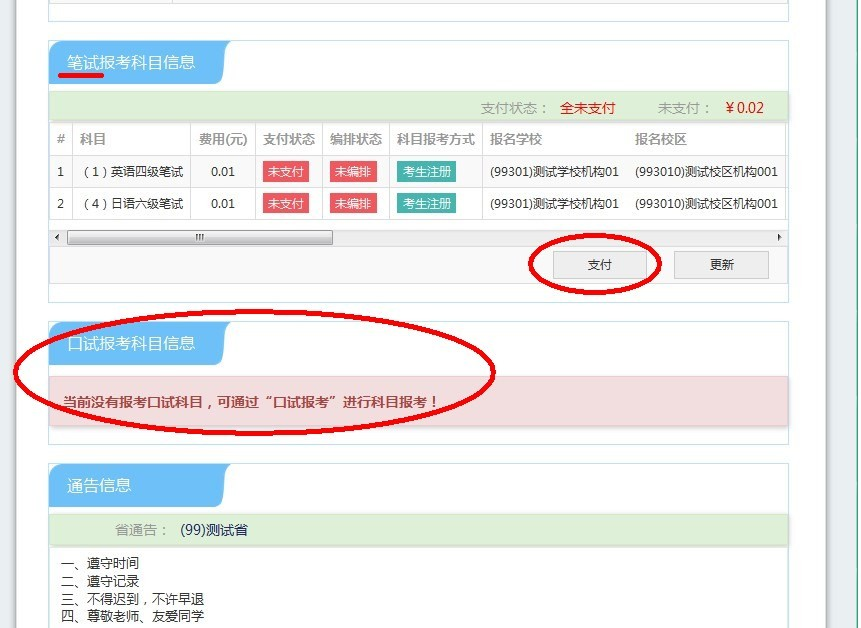 笔试报考科目信息
支付状态： 全未支付 未支付： ￥0.02
# 科目 费用(元) 支付状态 编排状态 科目报考方式 报名学校 报名校区
1 （1）英语四级笔试 0.01 未支付 未编排 考生注册 (99301)测试学校机构01 (993010)测试校区机构001
2 （4）日语六级笔试 0.01 未支付 未编排 考生注册 (99301)测试学校机构01 (993010)测试校区机构001
支付 更新
口试报考科目信息
当前没有报考口试科目，可通过“口试报考”进行科目报考！
通告信息
省通告： (99)测试省
一、遵守时间
二、遵守记录
三、不得迟到，不许早退
四、尊敬老师、友爱同学